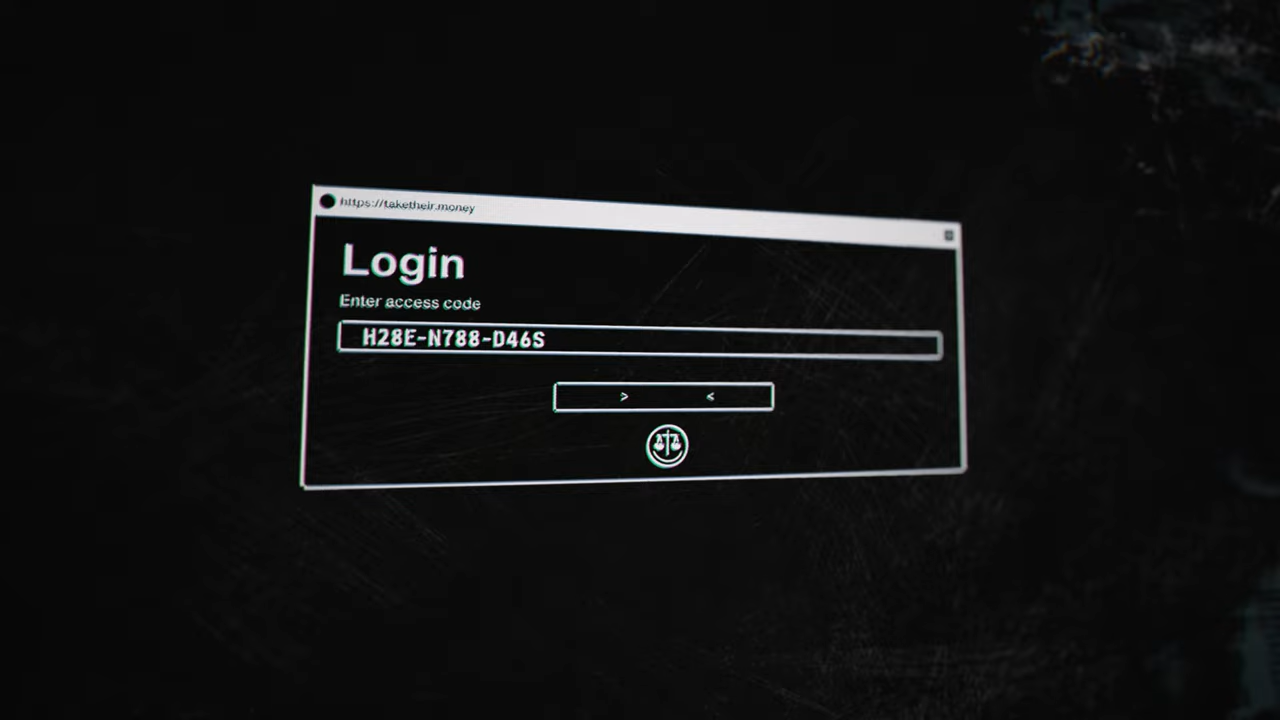 https://taketheir.money
Login
Enter access code
H28E-N788-D46S
> <